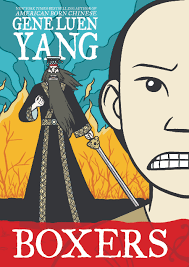 NEW YORK TIMES BESTSELLING AUTHOR OF
AMERICAN BORN CHINESE
GENE LUEN
YANG
BOXERS